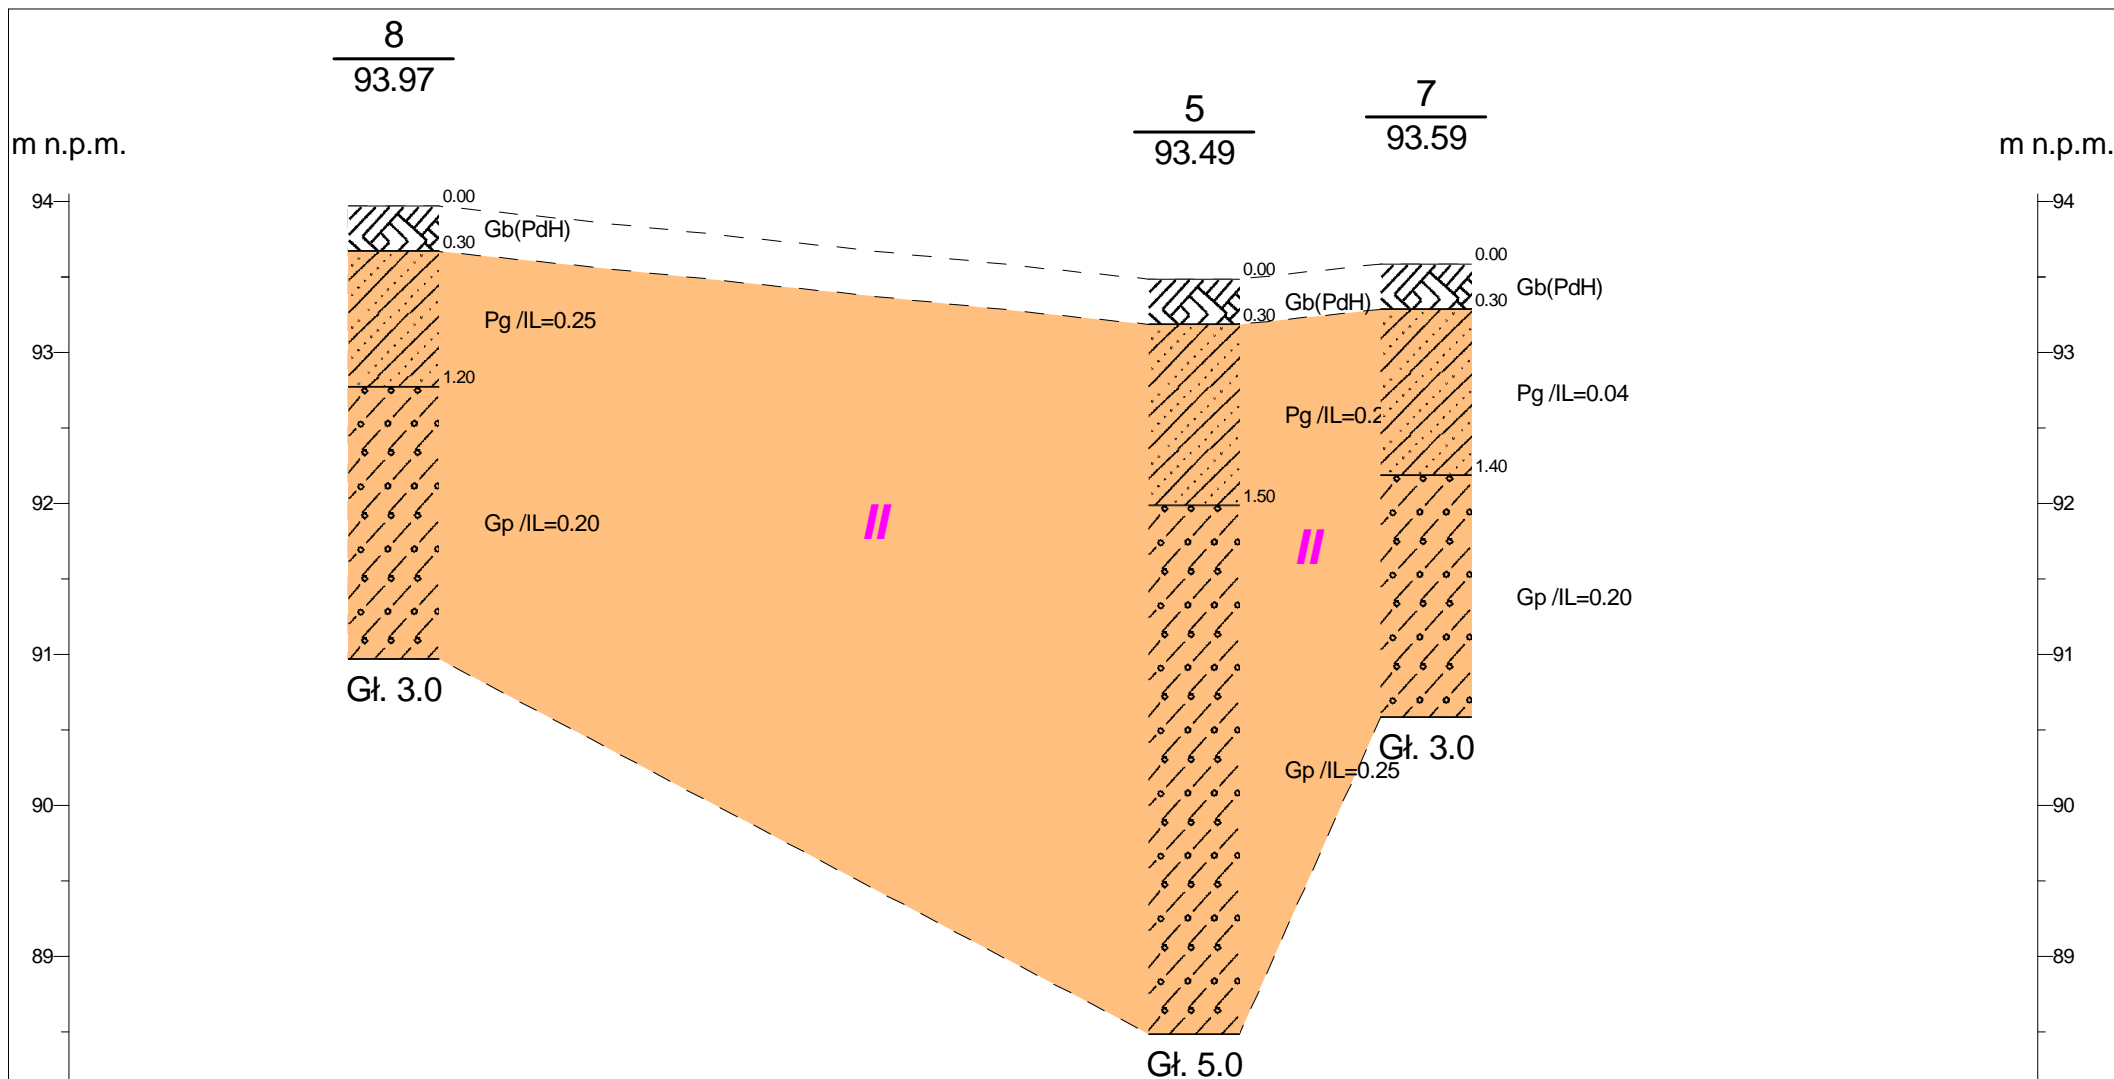 8
93.97
5
93.49
7
93.59
m n.p.m.
m n.p.m.
94
93
92
91
90
89
0.00
Gb(PdH)
0.30
Pg /IL=0.25
1.20
Gp /IL=0.20
Gł. 3.0
II
0.00
Gb(PdH)
0.30
Pg /IL=0.2
1.50
II
Gp /IL=0.25
Gł. 5.0
0.00
Gb(PdH)
0.30
Pg /IL=0.04
1.40
Gp /IL=0.20
Gł. 3.0
94
93
92
91
90
89